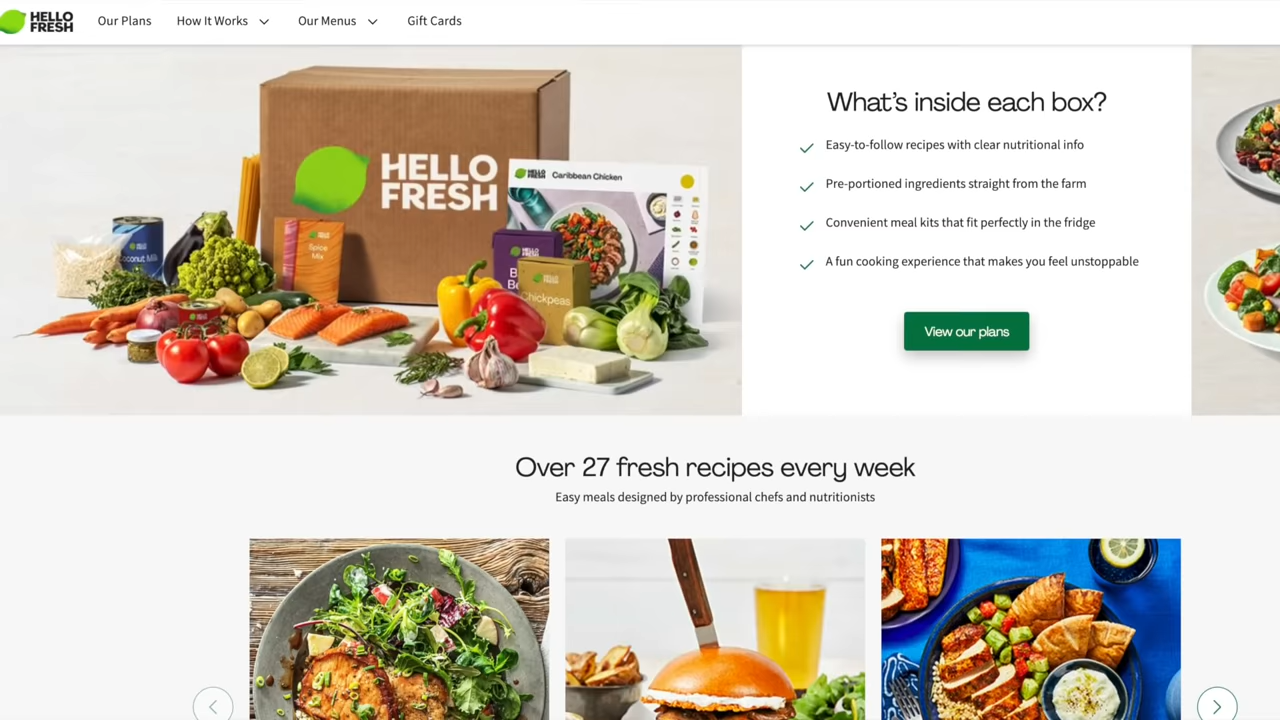 HELLO
FRESH
Our Plans
How It Works
Our Menus
Gift Cards
HELLO
FRESH
HELLO
FRESH
Caribbean Chicken
Spice
Mix
Chickpeas
What's inside each box?
Easy-to-follow recipes with clear nutritional info
Pre-portioned ingredients straight from the farm
Convenient meal kits that fit perfectly in the fridge
A fun cooking experience that makes you feel unstoppable
View our plans
Over 27 fresh recipes every week
Easy meals designed by professional chefs and nutritionists